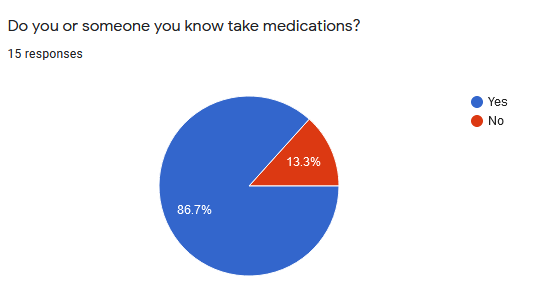 Do you or someone you know take medications?
15 responses
Yes
No
13.3%
86.7%